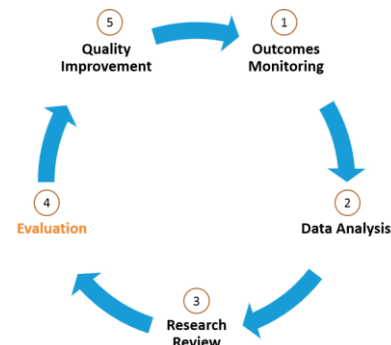 1
Outcomes
Monitoring
2
Data Analysis
3
Research
Review
4
Evaluation
5
Quality
Improvement